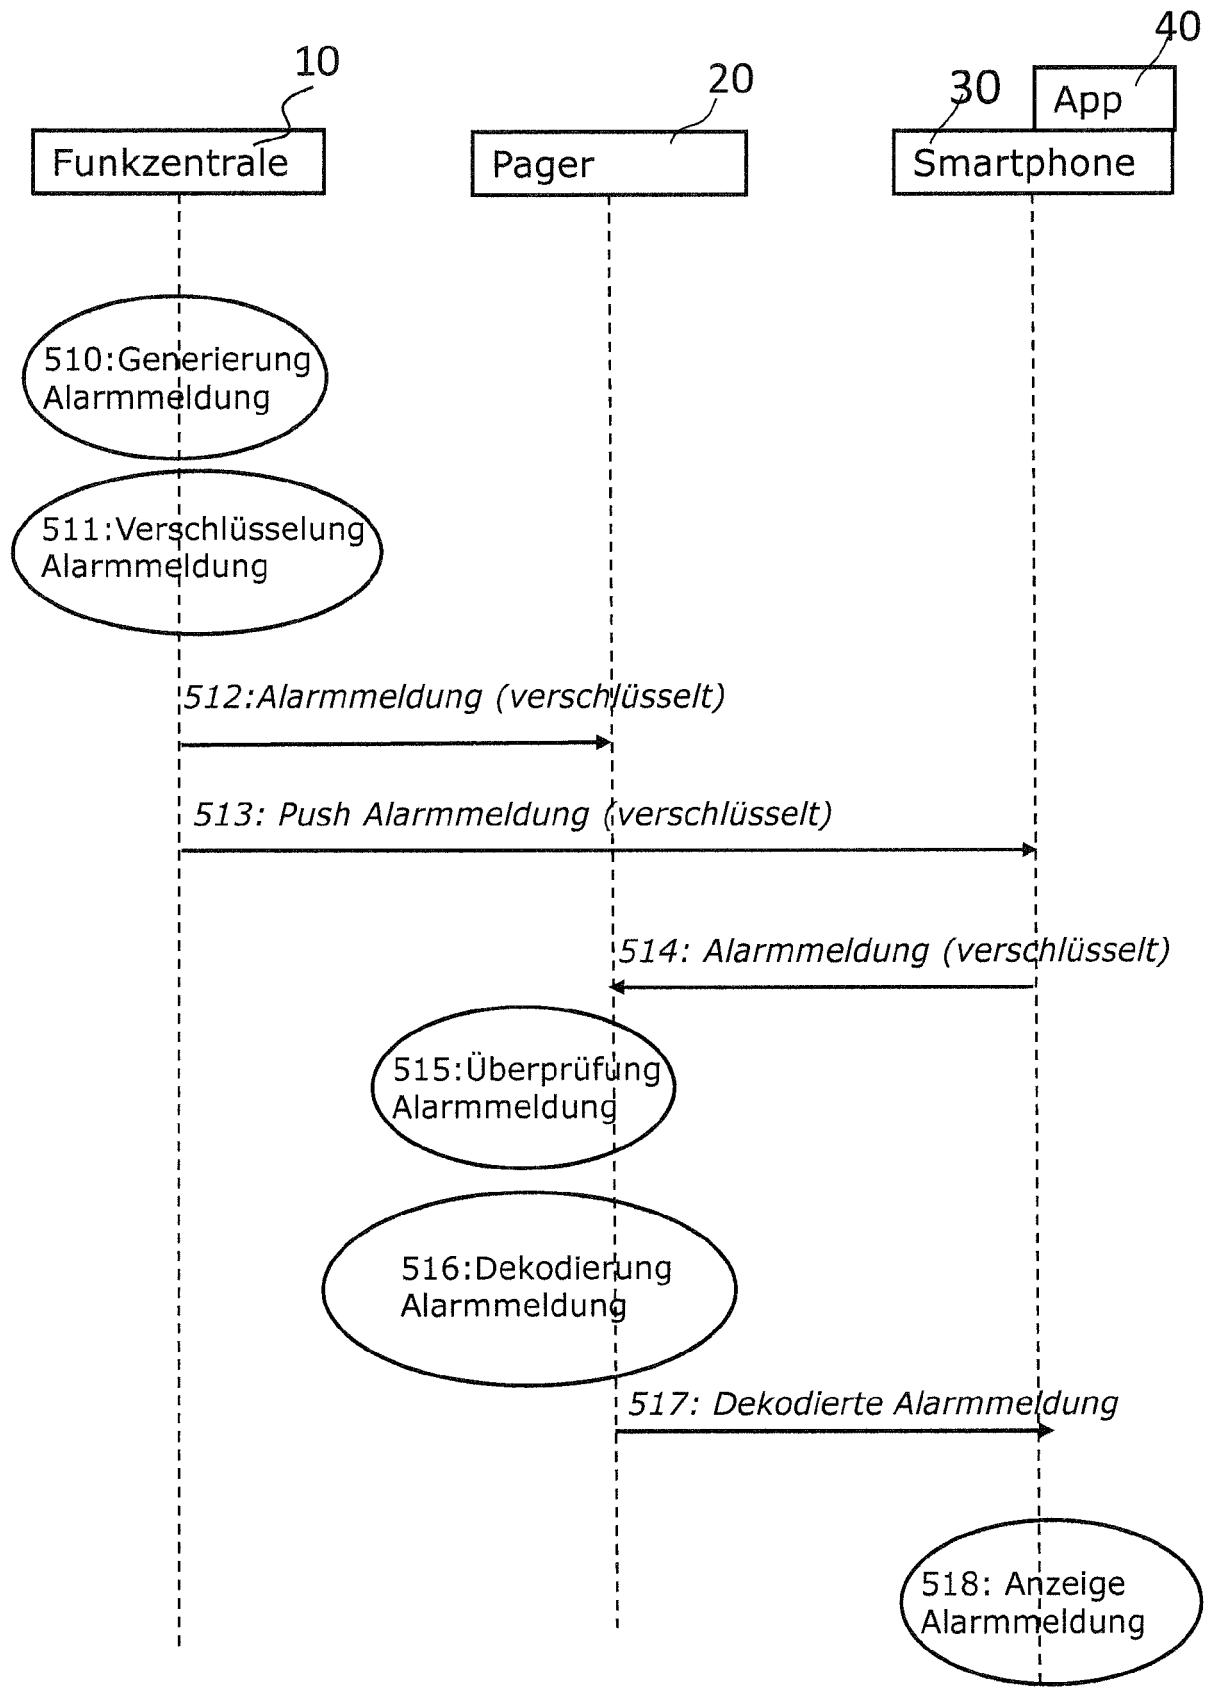 40
10
20
30
App
Funkzentrale
Pager
Smartphone
510:Generierung
Alarmmeldung
511:Verschlüsselung
Alarmmeldung
512:Alarmmeldung (verschlüsselt)
513: Push Alarmmeldung (verschlüsselt)
514: Alarmmeldung (verschlüsselt)
515:Überprüfung
Alarmmeldung
516:Dekodierung
Alarmmeldung
517: Dekodierte Alarmmeldung
518: Anzeige
Alarmmeldung